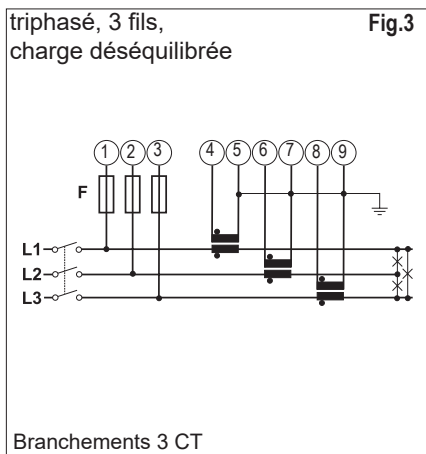 triphasé, 3 fils, Fig.3
charge déséquilibrée
1 2 3 4 5 6 7 8 9
F
L1
L2
L3
Branchements 3 CT